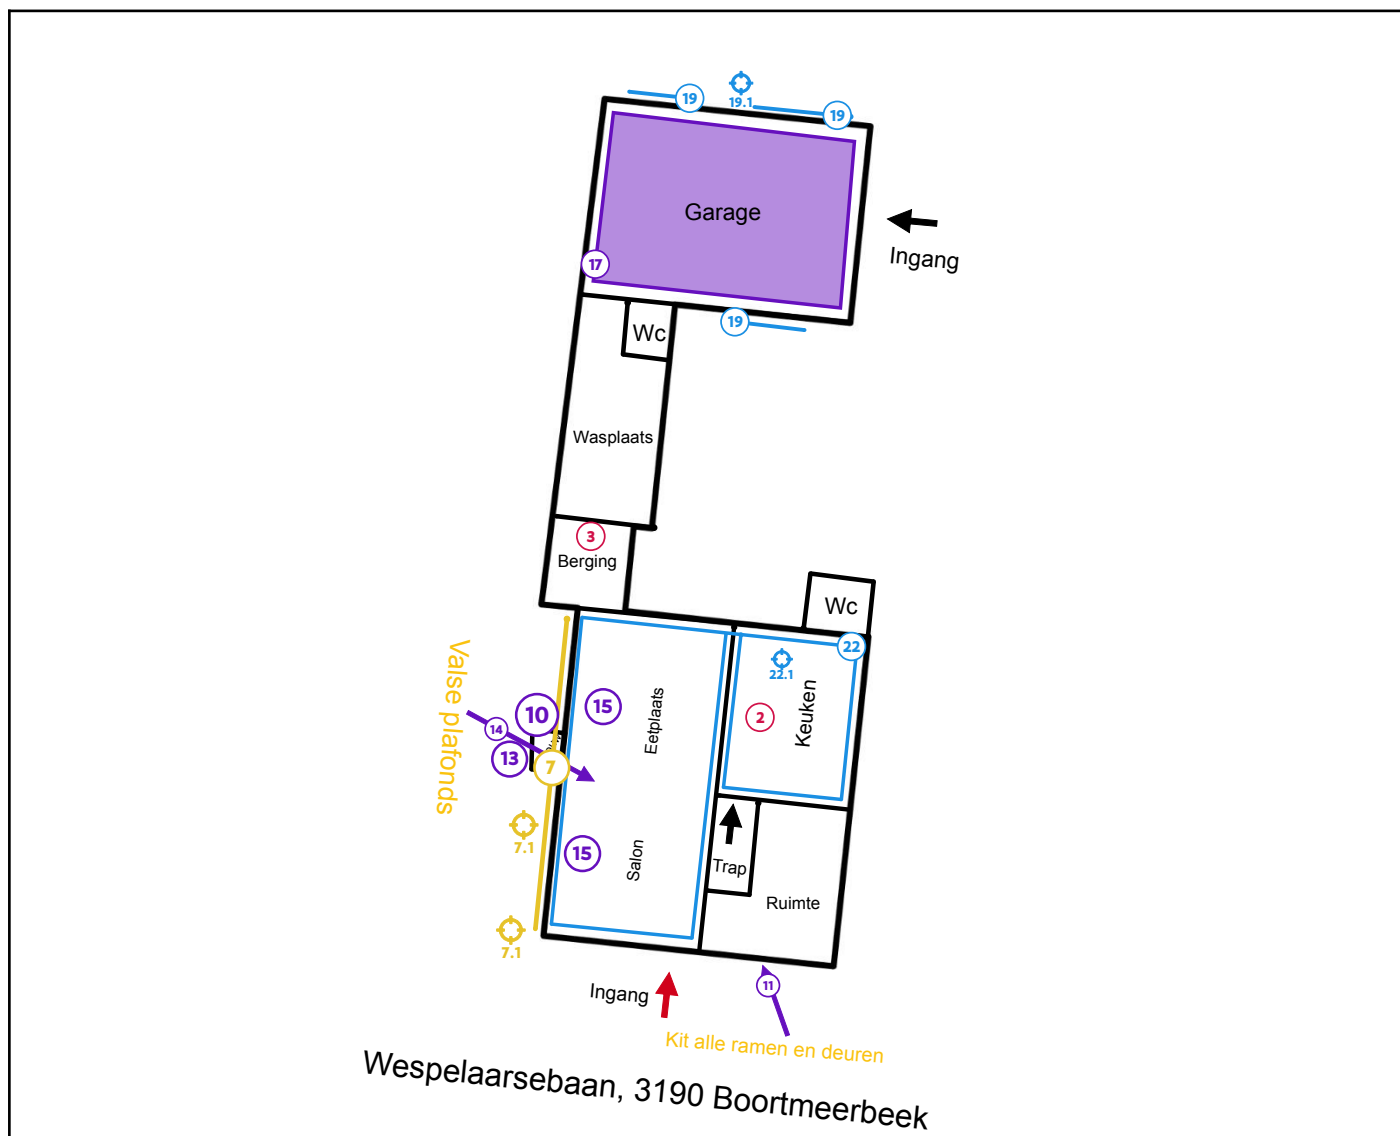 19
19.1
19
Garage
Ingang
17
19
Wc
Wasplaats
3
Berging
Wc
22
22.1
Valse plafonds
10
15
Eetplaats
2
Keuken
14
13
7
7.1
15
Salon
Trap
Ruimte
7.1
Ingang
11
Kit alle ramen en deuren
Wespelaarsebaan, 3190 Boortmeerbeek